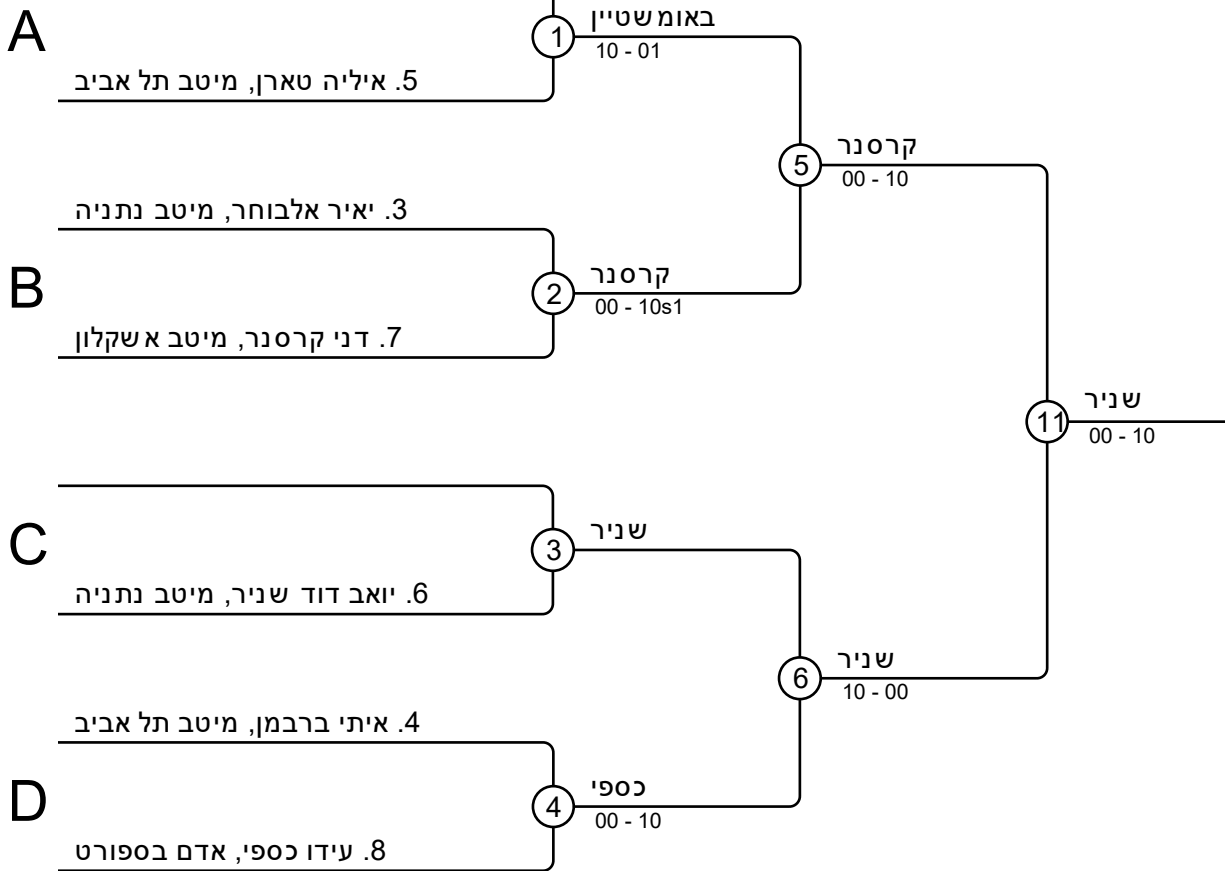 A
1
באומשטיין
10 - 01
5. איליה טארן, מיטב תל אביב
5
קרסנר
00 - 10
3. יאיר אלבוחר, מיטב נתניה
B
2
קרסנר
00 - 10s1
7. דני קרסנר, מיטב אשקלון
11
שניר
00 - 10
C
3
שניר
6. יואב דוד שניר, מיטב נתניה
6
שניר
10 - 00
4. איתי ברבמן, מיטב תל אביב
D
4
כספי
00 - 10
8. עידו כספי, אדם בספורט